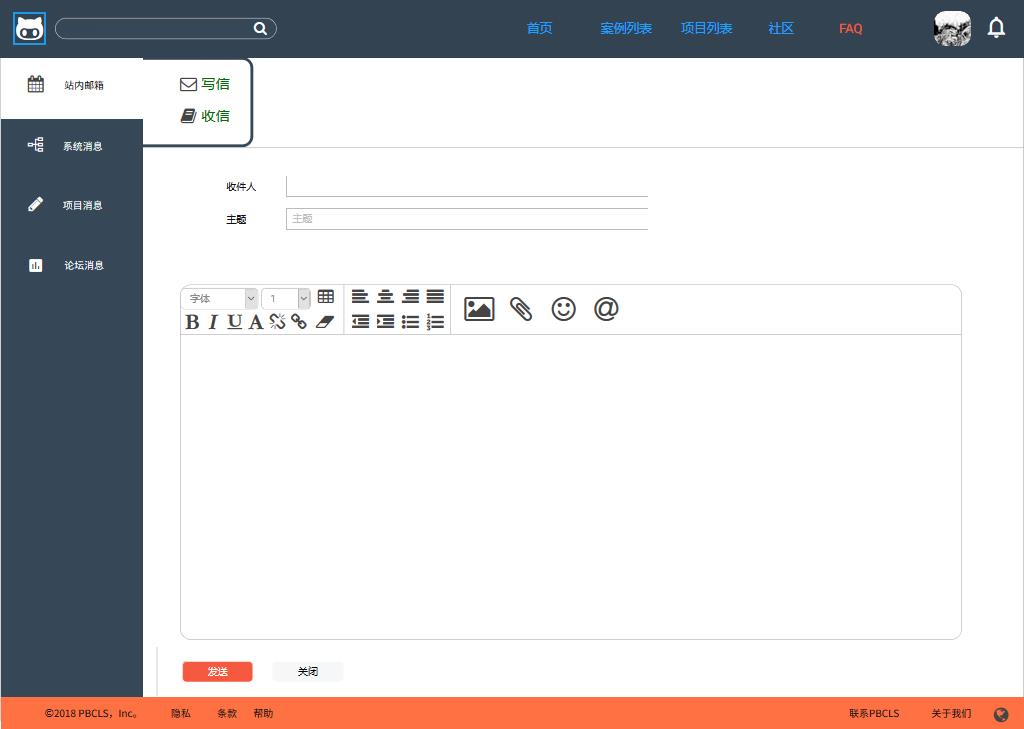 首页 案例列表 项目列表 社区 FAQ
站内邮箱
写信
收信
系统消息
项目消息
论坛消息
收件人
主题 主题
字体 1
B I U A
@
发送 关闭
©2018 PBCLS，Inc。 隐私 条款 帮助 联系PBCLS 关于我们